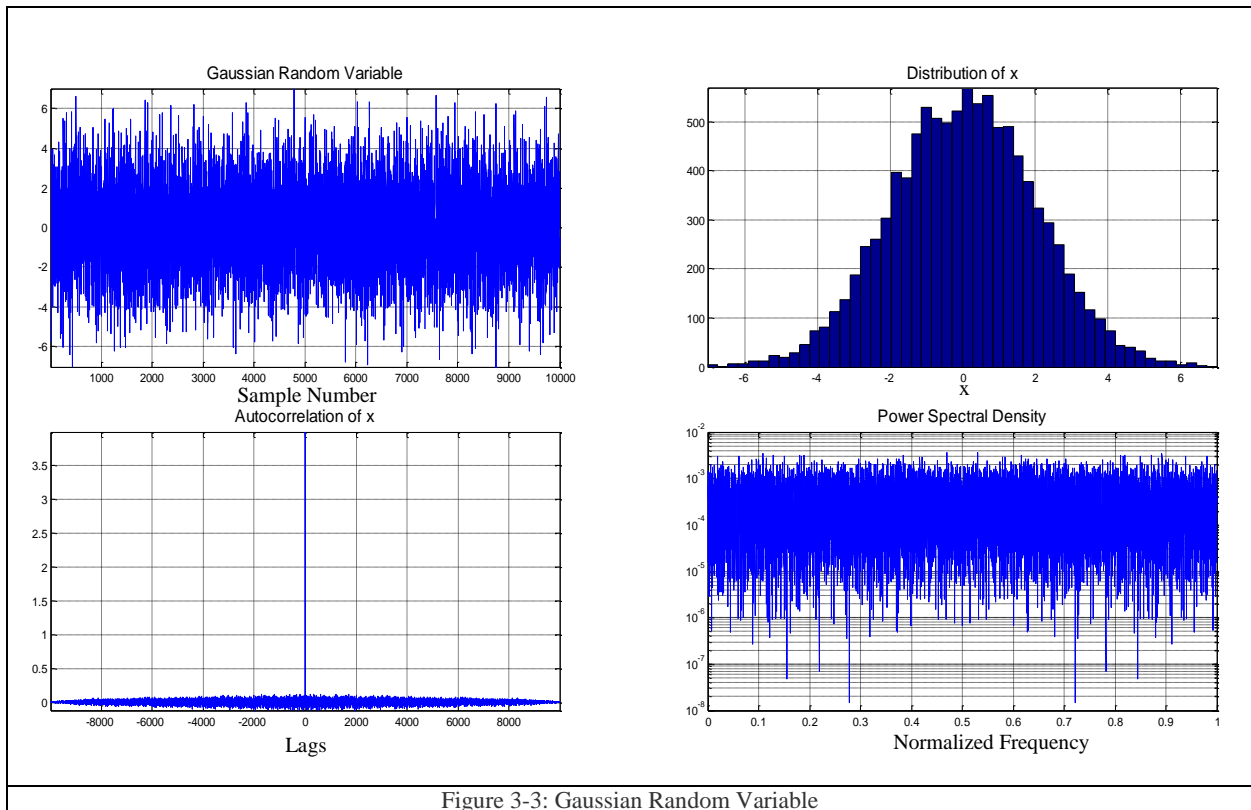 Gaussian Random Variable
6
4
2
0
-2
-4
-6
1000 2000 3000 4000 5000 6000 7000 8000 9000 10000
Sample Number
Distribution of x
500
400
300
200
100
0
-6 -4 -2 0 2 4 6
x
Autocorrelation of x
3.5
3
2.5
2
1.5
1
0.5
0
-8000 -6000 -4000 -2000 0 2000 4000 6000 8000
Lags
Power Spectral Density
10^-2
10^-3
10^-4
10^-5
10^-6
10^-7
10^-8
0 0.1 0.2 0.3 0.4 0.5 0.6 0.7 0.8 0.9 1
Normalized Frequency
Figure 3-3: Gaussian Random Variable